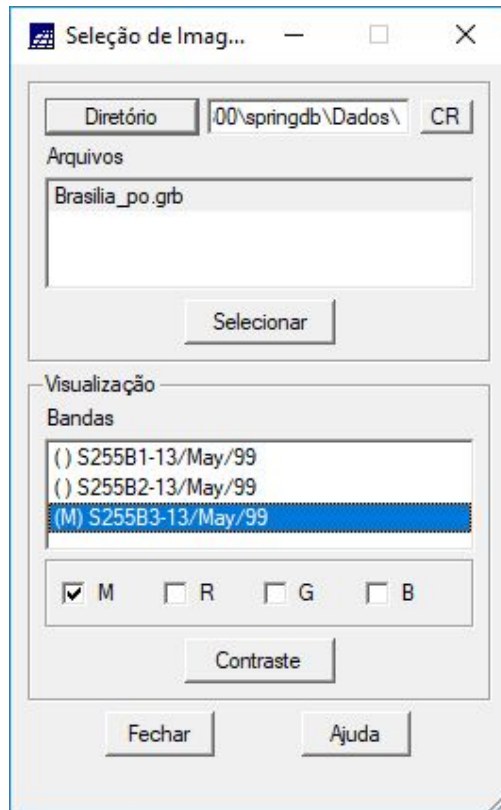 Seleção de Imag...
Diretório 00\springdb\Dados\ CR
Arquivos
Brasilia_po.grb
Selecionar
Visualização
Bandas
( ) S255B1-13/May/99
( ) S255B2-13/May/99
(M) S255B3-13/May/99
M R G B
Contraste
Fechar Ajuda